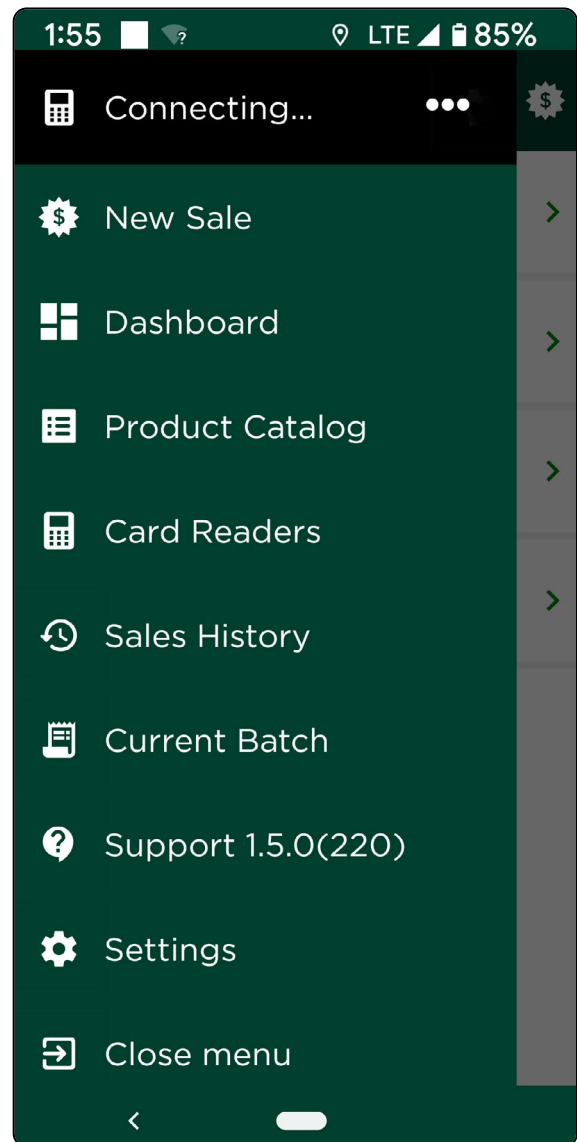 1:55 LTE 85%
Connecting...
New Sale
Dashboard
Product Catalog
Card Readers
Sales History
Current Batch
Support 1.5.0(220)
Settings
Close menu